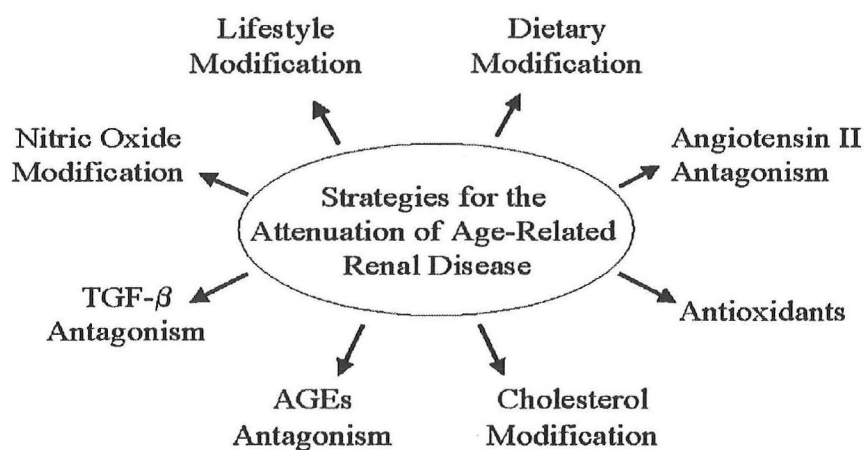 Lifestyle
Modification
Dietary
Modification
Nitric Oxide
Modification
Angiotensin II
Antagonism
Strategies for the
Attenuation of Age-Related
Renal Disease
TGF-β
Antagonism
Antioxidants
AGEs
Antagonism
Cholesterol
Modification